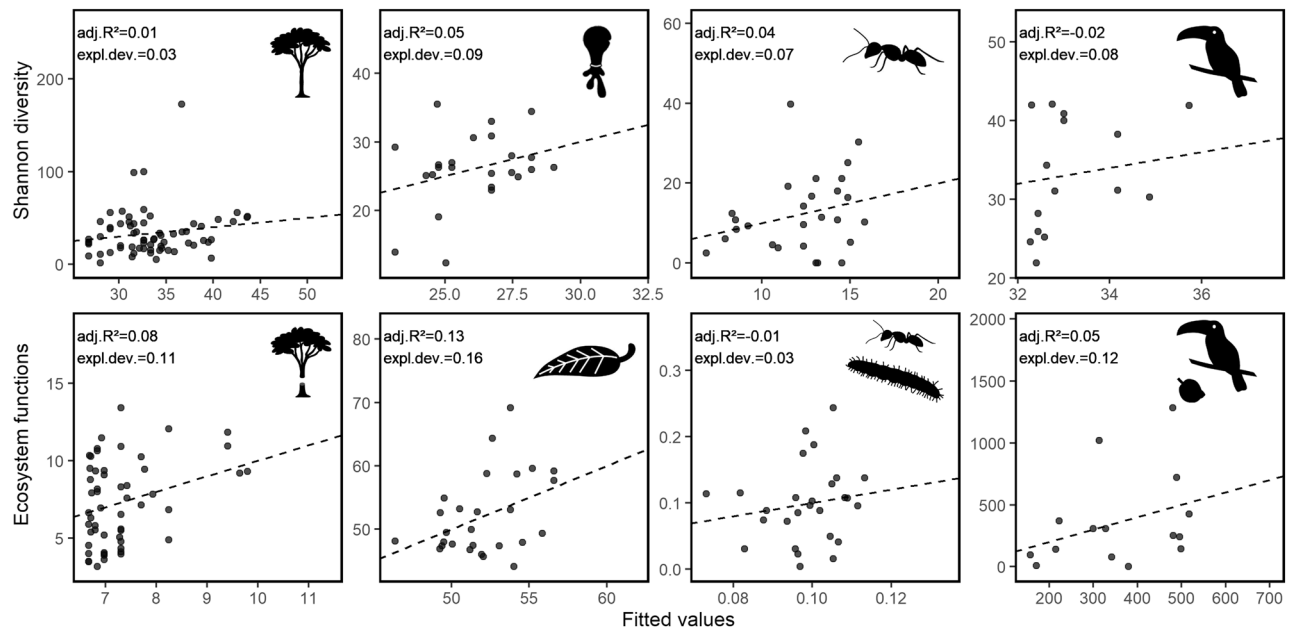 Shannon diversity
adj.R²=0.01
expl.dev.=0.03
200
100
0
30 35 40 45 50
adj.R²=0.05
expl.dev.=0.09
40
30
20
25.0 27.5 30.0 32.5
adj.R²=0.04
expl.dev.=0.07
60
40
20
0
10 15 20
adj.R²=-0.02
expl.dev.=0.08
50
40
30
20
32 34 36
Ecosystem functions
adj.R²=0.08
expl.dev.=0.11
15
10
5
7 8 9 10 11
adj.R²=0.13
expl.dev.=0.16
80
70
60
50
50 55 60
adj.R²=-0.01
expl.dev.=0.03
0.3
0.2
0.1
0.0
0.08 0.10 0.12
adj.R²=0.05
expl.dev.=0.12
2000
1500
1000
500
0
200 300 400 500 600 700
Fitted values